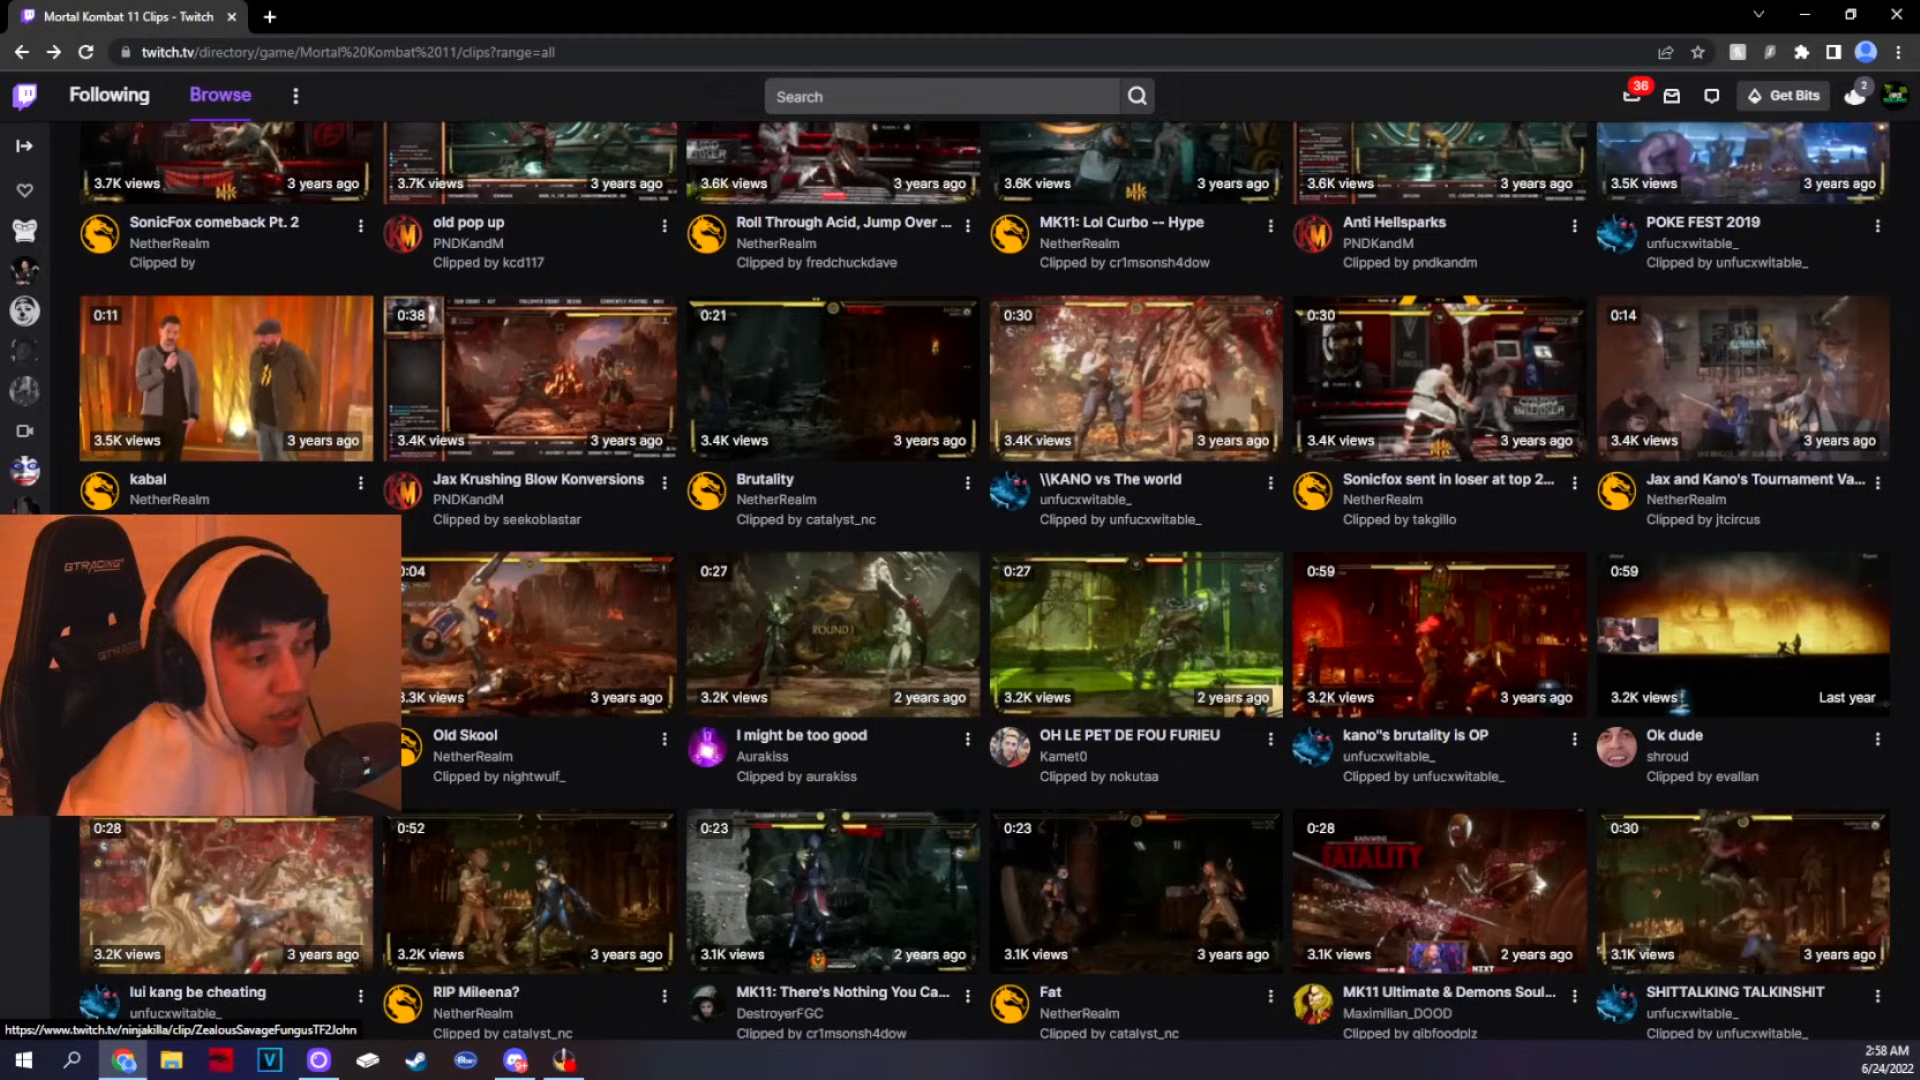 Mortal Kombat 11 Clips - Twitch
twitch.tv/directory/game/Mortal%20Kombat%2011/clips?range=all
Following
Browse
Search
36
Get Bits
2
3.7K views 3 years ago
3.7K views 3 years ago
3.6K views 3 years ago
3.6K views 3 years ago
3.6K views 3 years ago
3.5K views 3 years ago
SonicFox comeback Pt. 2
NetherRealm
Clipped by
old pop up
PNDKandM
Clipped by kcd117
Roll Through Acid, Jump Over ...
NetherRealm
Clipped by fredchuckdave
MK11: Lol Curbo -- Hype
NetherRealm
Clipped by cr1msonsh4dow
Anti Hellsparks
PNDKandM
Clipped by pndkandm
POKE FEST 2019
unfucxwitable_
Clipped by unfucxwitable_
0:11
3.5K views 3 years ago
kabal
NetherRealm
0:38
3.4K views 3 years ago
Jax Krushing Blow Konversions
PNDKandM
Clipped by seekoblastar
0:21
3.4K views 3 years ago
Brutality
NetherRealm
Clipped by catalyst_nc
0:30
3.4K views 3 years ago
\\KANO vs The world
unfucxwitable_
Clipped by unfucxwitable_
0:30
3.4K views 3 years ago
Sonicfox sent in loser at top 2...
NetherRealm
Clipped by takgillo
0:14
3.4K views 3 years ago
Jax and Kano's Tournament Va...
NetherRealm
Clipped by jtcircus
GTRACING
0:04
3.3K views 3 years ago
Old Skool
NetherRealm
Clipped by nightwulf_
0:27
ROUND 1
3.2K views 2 years ago
I might be too good
Aurakiss
Clipped by aurakiss
0:27
3.2K views 2 years ago
OH LE PET DE FOU FURIEU
Kamet0
Clipped by nokutaa
0:59
3.2K views 3 years ago
kano"s brutality is OP
unfucxwitable_
Clipped by unfucxwitable_
0:59
3.2K views Last year
Ok dude
shroud
Clipped by evallan
0:28
3.2K views 3 years ago
lui kang be cheating
unfucxwitable_
0:52
3.2K views 3 years ago
RIP Mileena?
NetherRealm
Clipped by catalyst_nc
0:23
3.1K views 2 years ago
MK11: There's Nothing You Ca...
DestroyerFGC
Clipped by cr1msonsh4dow
0:23
3.1K views 3 years ago
Fat
NetherRealm
Clipped by catalyst_nc
0:28
RAIN WINS
FATALITY
NEXT
3.1K views 2 years ago
MK11 Ultimate & Demons Soul...
Maximilian_DOOD
Clipped by gibfoodplz
0:30
3.1K views 3 years ago
SHITTALKING TALKINSHIT
unfucxwitable_
Clipped by unfucxwitable_
https://www.twitch.tv/ninjakilla/clip/ZealousSavageFungusTF2John
2:58 AM
6/24/2022